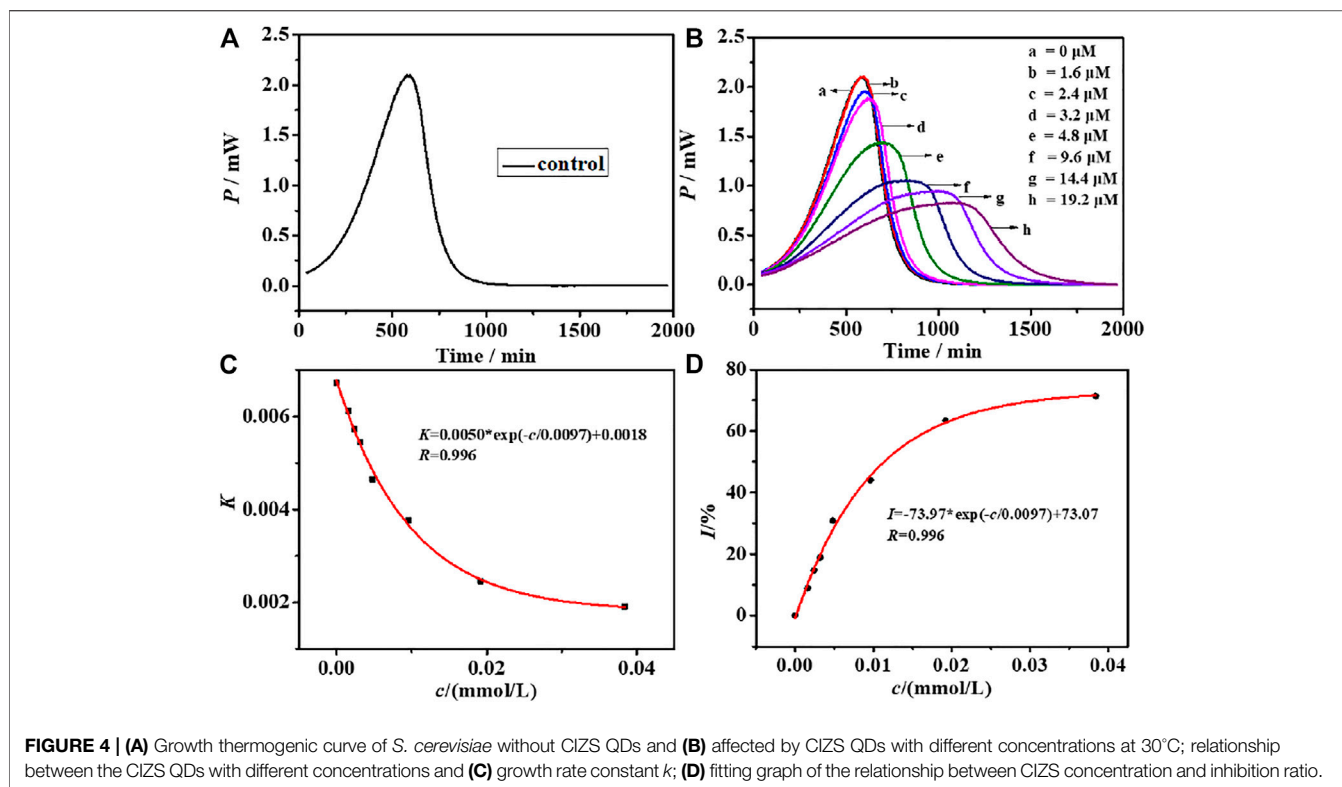 A
P / mW
2.5
2.0
1.5
1.0
0.5
0.0
control
0
500
1000
1500
2000
Time / min
B
P / mW
2.5
2.0
1.5
1.0
0.5
0.0
a
b
c
d
e
f
g
h
a = 0 μM
b = 1.6 μM
c = 2.4 μM
d = 3.2 μM
e = 4.8 μM
f = 9.6 μM
g = 14.4 μM
h = 19.2 μM
0
500
1000
1500
2000
Time / min
C
K
0.006
0.004
0.002
K=0.0050*exp(-c/0.0097)+0.0018
R=0.996
0.00
0.02
0.04
c/(mmol/L)
D
I/%
80
60
40
20
0
I=-73.97*exp(-c/0.0097)+73.07
R=0.996
0.00
0.01
0.02
0.03
0.04
c/(mmol/L)
FIGURE 4 | (A) Growth thermogenic curve of S. cerevisiae without CIZS QDs and (B) affected by CIZS QDs with different concentrations at 30°C; relationship
between the CIZS QDs with different concentrations and (C) growth rate constant k; (D) fitting graph of the relationship between CIZS concentration and inhibition ratio.